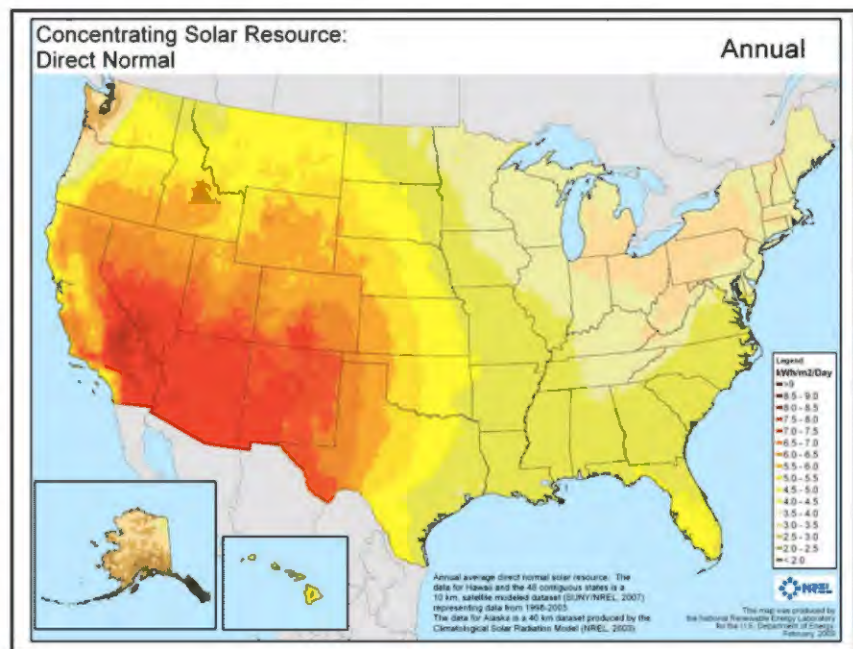 Concentrating Solar Resource:
Direct Normal
Annual
Legend
kWh/m2/Day
>9
8.5 - 9.0
8.0 - 8.5
7.5 - 8.0
7.0 - 7.5
6.5 - 7.0
6.0 - 6.5
5.5 - 6.0
5.0 - 5.5
4.5 - 5.0
4.0 - 4.5
3.5 - 4.0
3.0 - 3.5
2.5 - 3.0
2.0 - 2.5
< 2.0
Annual average direct normal solar resource. The
data for Hawaii and the 48 contiguous states is a
10 km, satellite modeled dataset (SUNY/NREL, 2007)
representing data from 1998-2005.
The data for Alaska is a 40 km dataset produced by the
Climatological Solar Radiation Model (NREL, 2003).
NREL
This map was produced by
the National Renewable Energy Laboratory
for the U.S. Department of Energy.
February, 2009